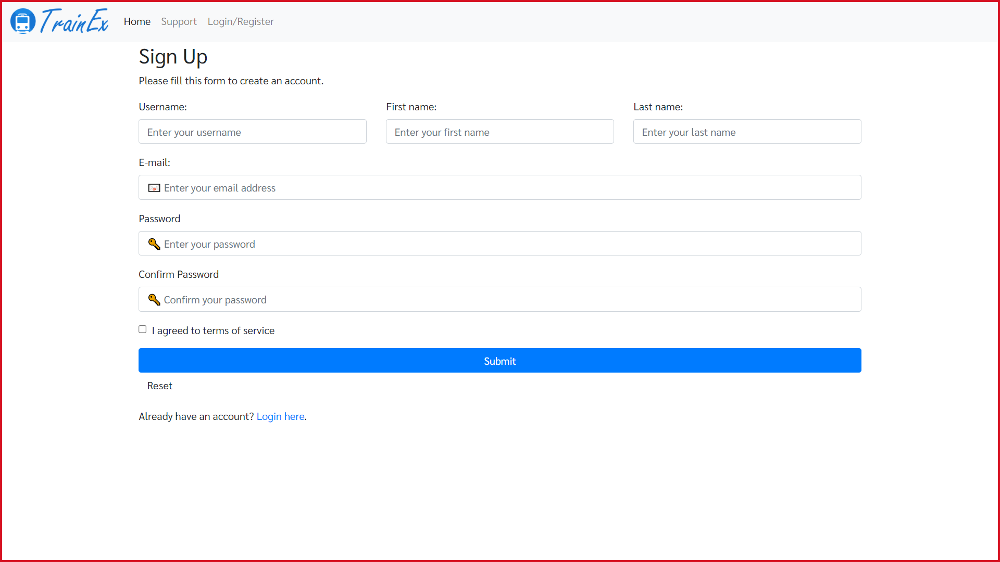 TrainEx Home Support Login/Register
Sign Up
Please fill this form to create an account.
Username: First name: Last name:
Enter your username Enter your first name Enter your last name
E-mail:
Enter your email address
Password
Enter your password
Confirm Password
Confirm your password
I agreed to terms of service
Submit
Reset
Already have an account? Login here.